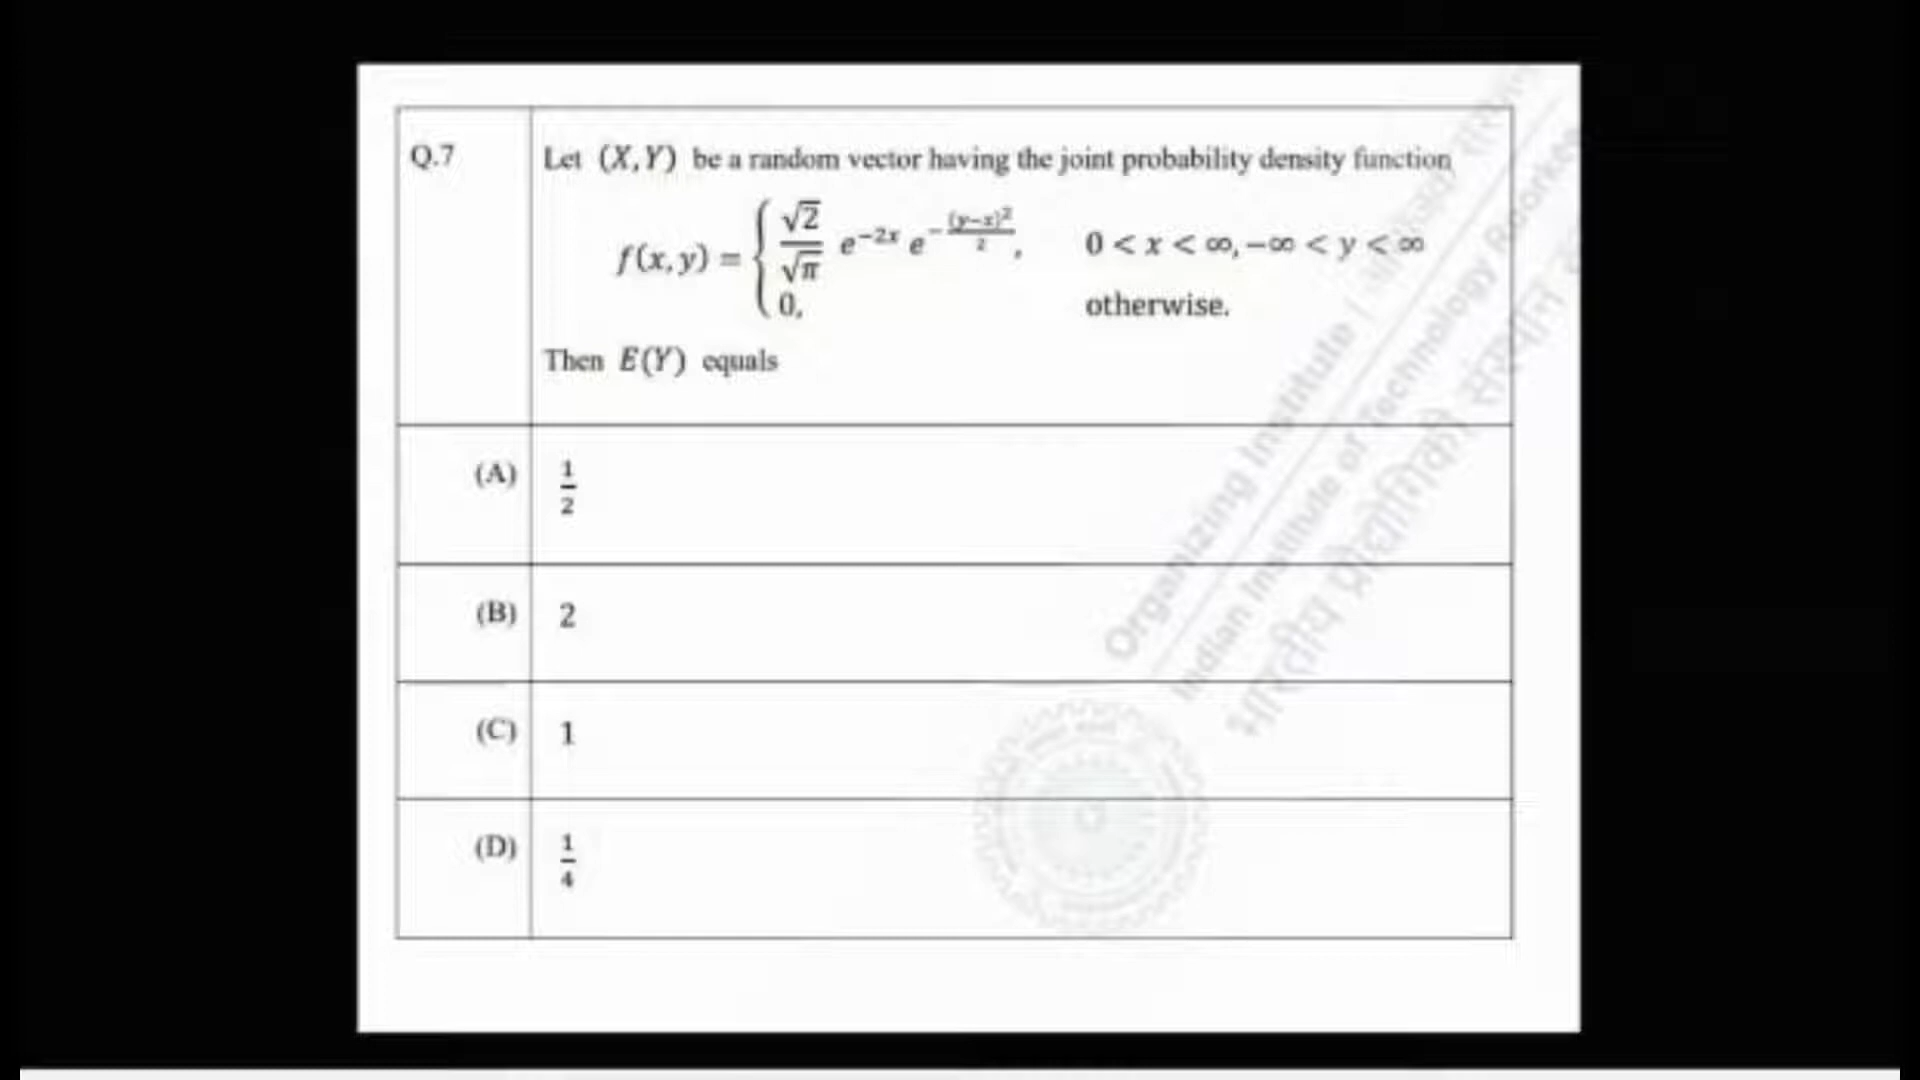 Q.7
Let (X, Y) be a random vector having the joint probability density function
f(x, y) = { √2/√π e^{-2x} e^{-(y-x)^2/2}, 0 < x < ∞, -∞ < y < ∞
0, otherwise.
Then E(Y) equals
(A) 1/2
(B) 2
(C) 1
(D) 1/4
Organizing Institute
Indian Institute of Technology Roorkee
भारतीय प्रौद्योगिकी संस्थान